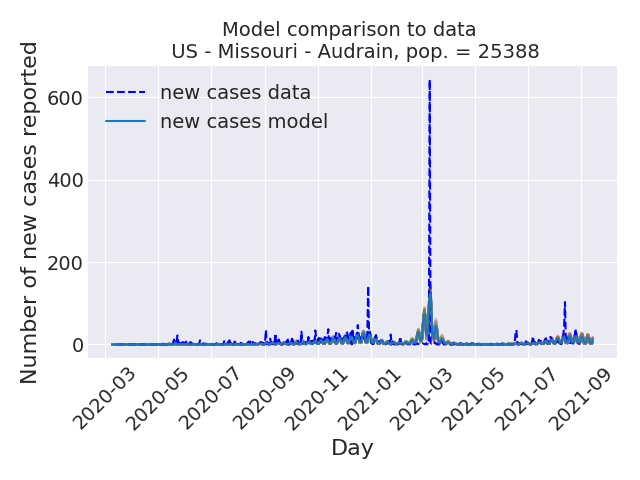 Model comparison to data
US - Missouri - Audrain, pop. = 25388
Number of new cases reported
600
400
200
0
new cases data
new cases model
2020-03
2020-05
2020-07
2020-09
2020-11
2021-01
2021-03
2021-05
2021-07
2021-09
Day